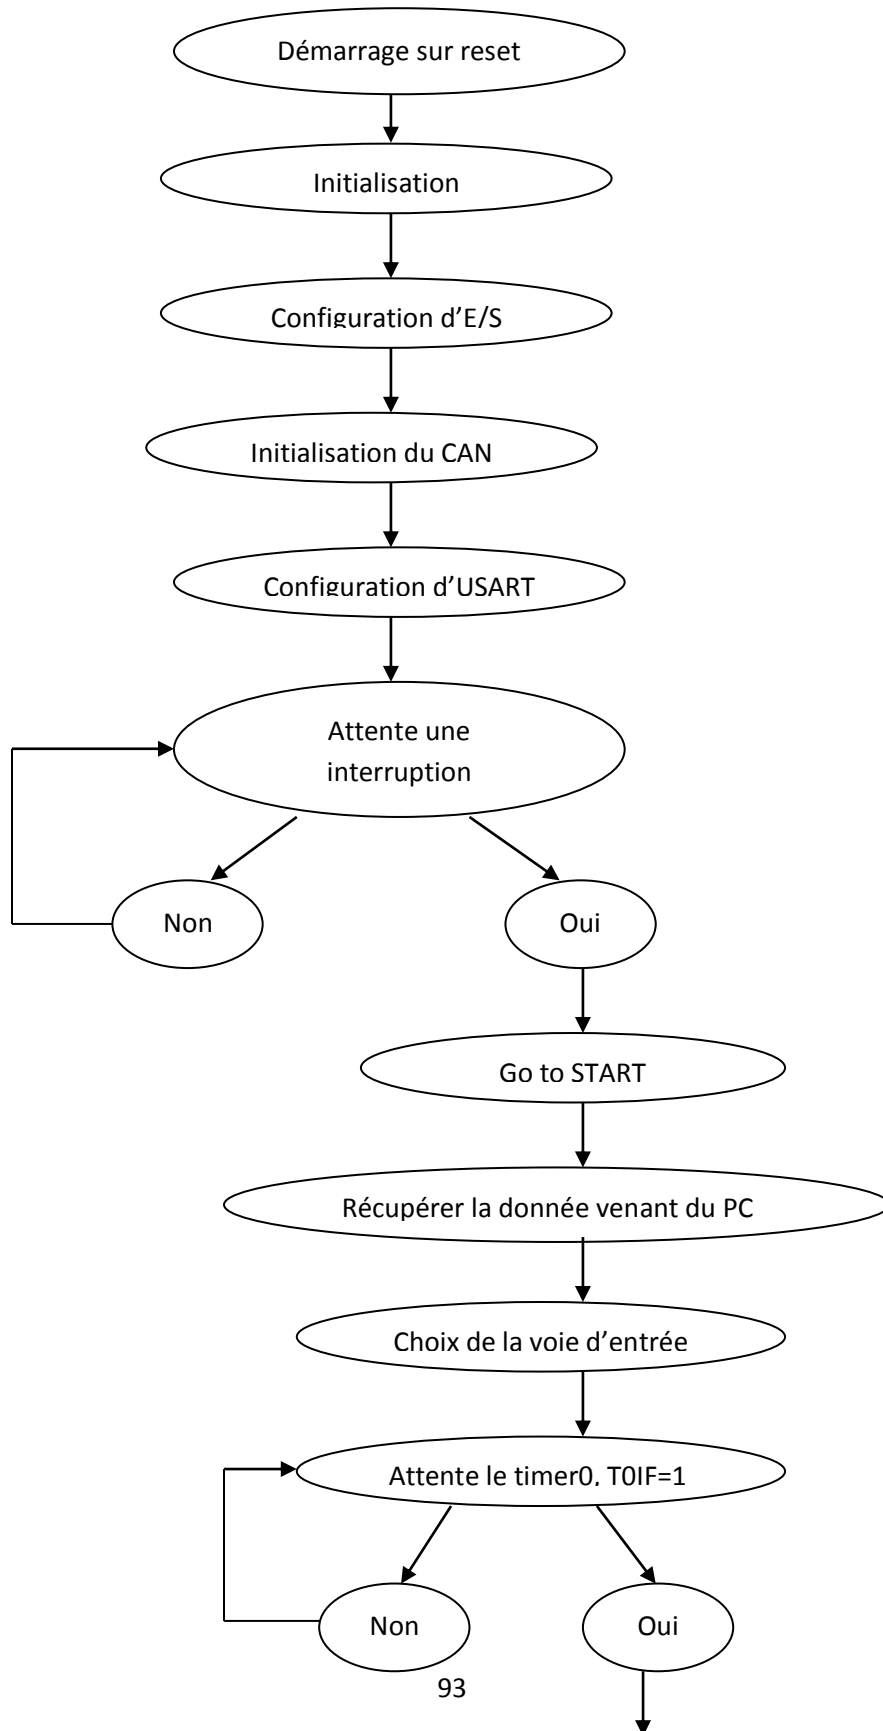 Démarrage sur reset
Initialisation
Configuration d’E/S
Initialisation du CAN
Configuration d’USART
Attente une
interruption
Non
Oui
Go to START
Récupérer la donnée venant du PC
Choix de la voie d’entrée
Attente le timer0, T0IF=1
Non
Oui
93